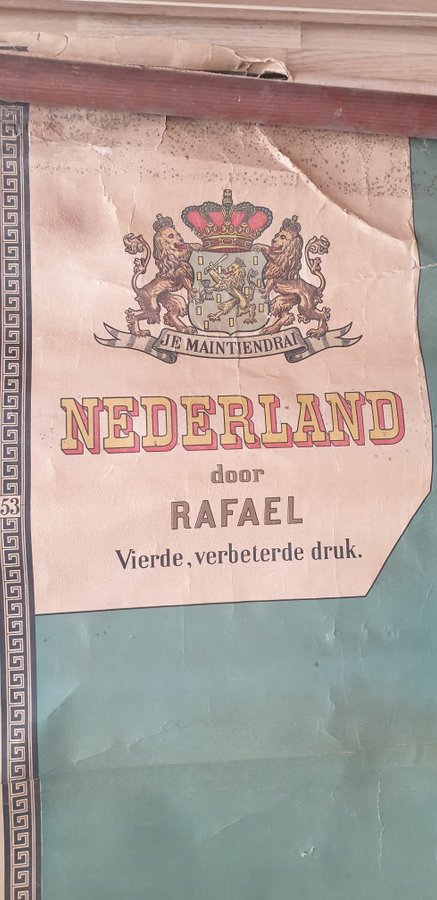 JE MAINTIENDRAI
NEDERLAND
door
RAFAEL
Vierde, verbeterde druk.
53